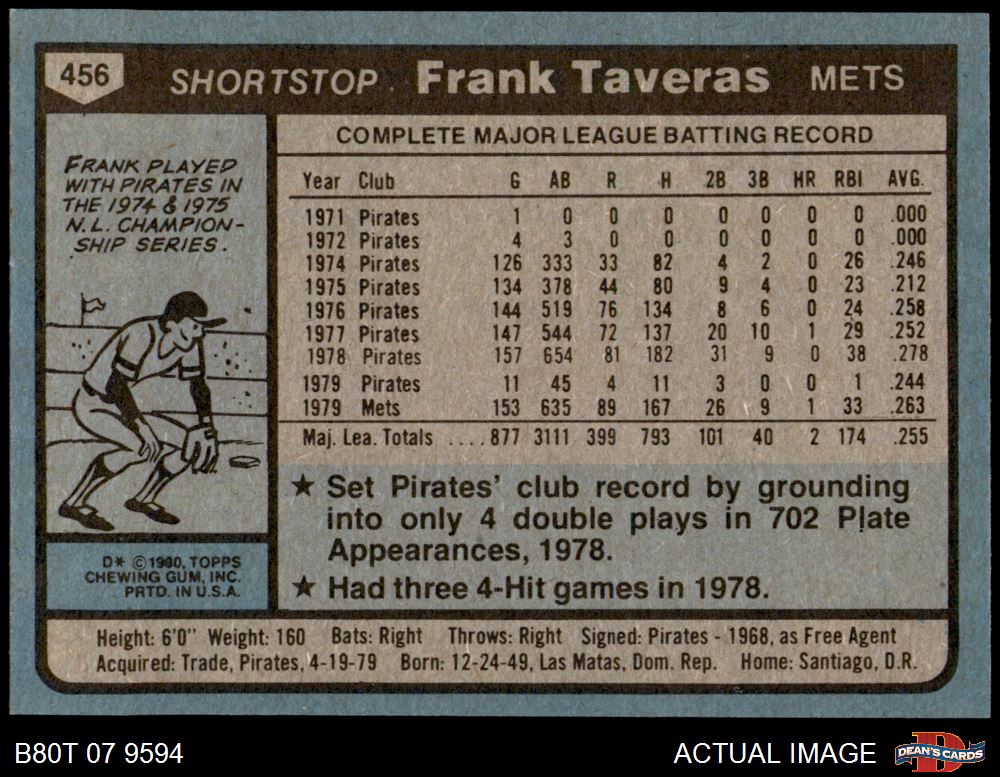 456 SHORTSTOP Frank Taveras METS
FRANK PLAYED
WITH PIRATES IN
THE 1974 & 1975
N.L. CHAMPION-
SHIP SERIES.
COMPLETE MAJOR LEAGUE BATTING RECORD
Year Club G AB R H 2B 3B HR RBI AVG.
1971 Pirates 1 0 0 0 0 0 0 0 .000
1972 Pirates 4 3 0 0 0 0 0 0 .000
1974 Pirates 126 333 33 82 4 2 0 26 .246
1975 Pirates 134 378 44 80 9 4 0 23 .212
1976 Pirates 144 519 76 134 8 6 0 24 .258
1977 Pirates 147 544 72 137 20 10 1 29 .252
1978 Pirates 157 654 81 182 31 9 0 38 .278
1979 Pirates 11 45 4 11 3 0 0 1 .244
1979 Mets 153 635 89 167 26 9 1 33 .263
Maj. Lea. Totals ....877 3111 399 793 101 40 2 174 .255
★ Set Pirates' club record by grounding
into only 4 double plays in 702 Plate
Appearances, 1978.
★ Had three 4-Hit games in 1978.
D* © 1980, TOPPS
CHEWING GUM, INC.
PRTD. IN U.S.A.
Height: 6'0" Weight: 160 Bats: Right Throws: Right Signed: Pirates - 1968, as Free Agent
Acquired: Trade, Pirates, 4-19-79 Born: 12-24-49, Las Matas, Dom. Rep. Home: Santiago, D.R.
B80T 07 9594 ACTUAL IMAGE DEAN'S CARDS